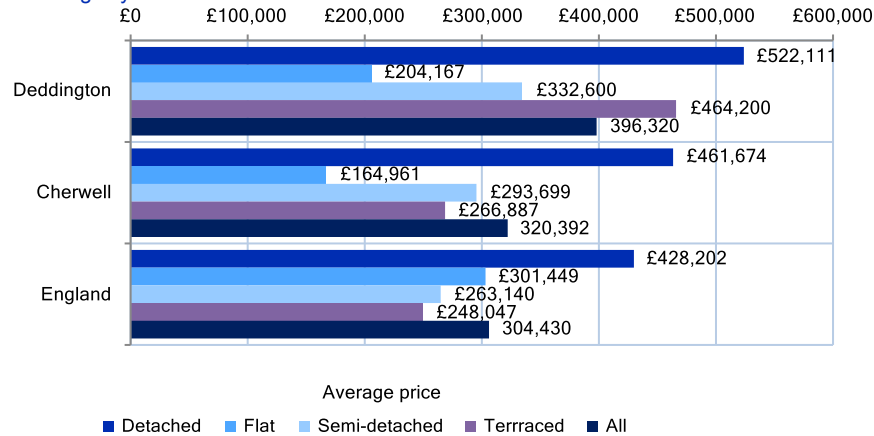 £0 £100,000 £200,000 £300,000 £400,000 £500,000 £600,000
£522,111
£204,167
Deddington
£332,600
£464,200
396,320
£461,674
£164,961
Cherwell
£293,699
£266,887
320,392
£428,202
£301,449
England
£263,140
£248,047
304,430
Average price
Detached Flat Semi-detached Terrraced All